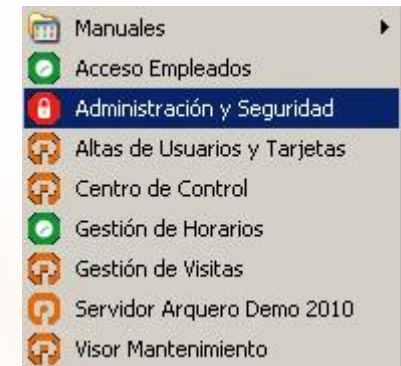 Manuales
Acceso Empleados
Administración y Seguridad
Altas de Usuarios y Tarjetas
Centro de Control
Gestión de Horarios
Gestión de Visitas
Servidor Arquero Demo 2010
Visor Mantenimiento